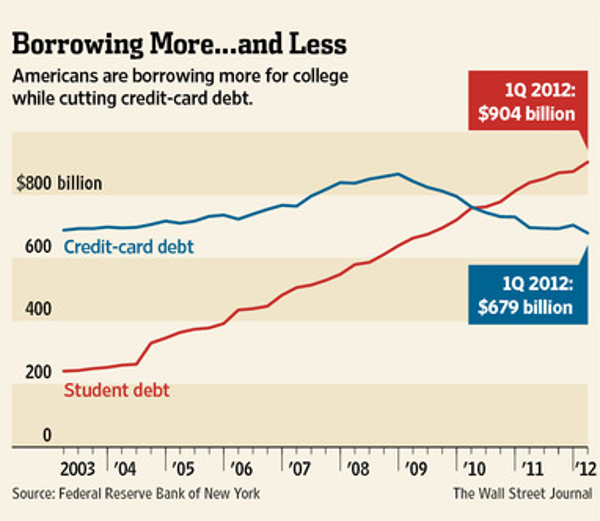 Borrowing More...and Less
Americans are borrowing more for college
while cutting credit-card debt.
1Q 2012:
$904 billion
$800 billion
600
Credit-card debt
1Q 2012:
$679 billion
400
200
Student debt
0
2003 '04 '05 '06 '07 '08 '09 '10 '11 '12
Source: Federal Reserve Bank of New York The Wall Street Journal